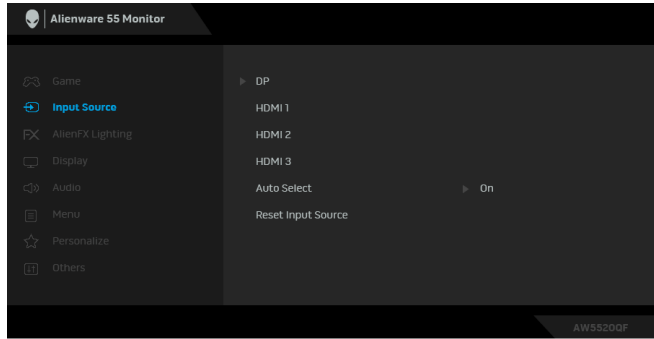 Alienware 55 Monitor
Game
DP
Input Source
HDMI 1
FX AlienFX Lighting
HDMI 2
Display
HDMI 3
Audio
Auto Select On
Menu
Reset Input Source
Personalize
Others
AW5520QF